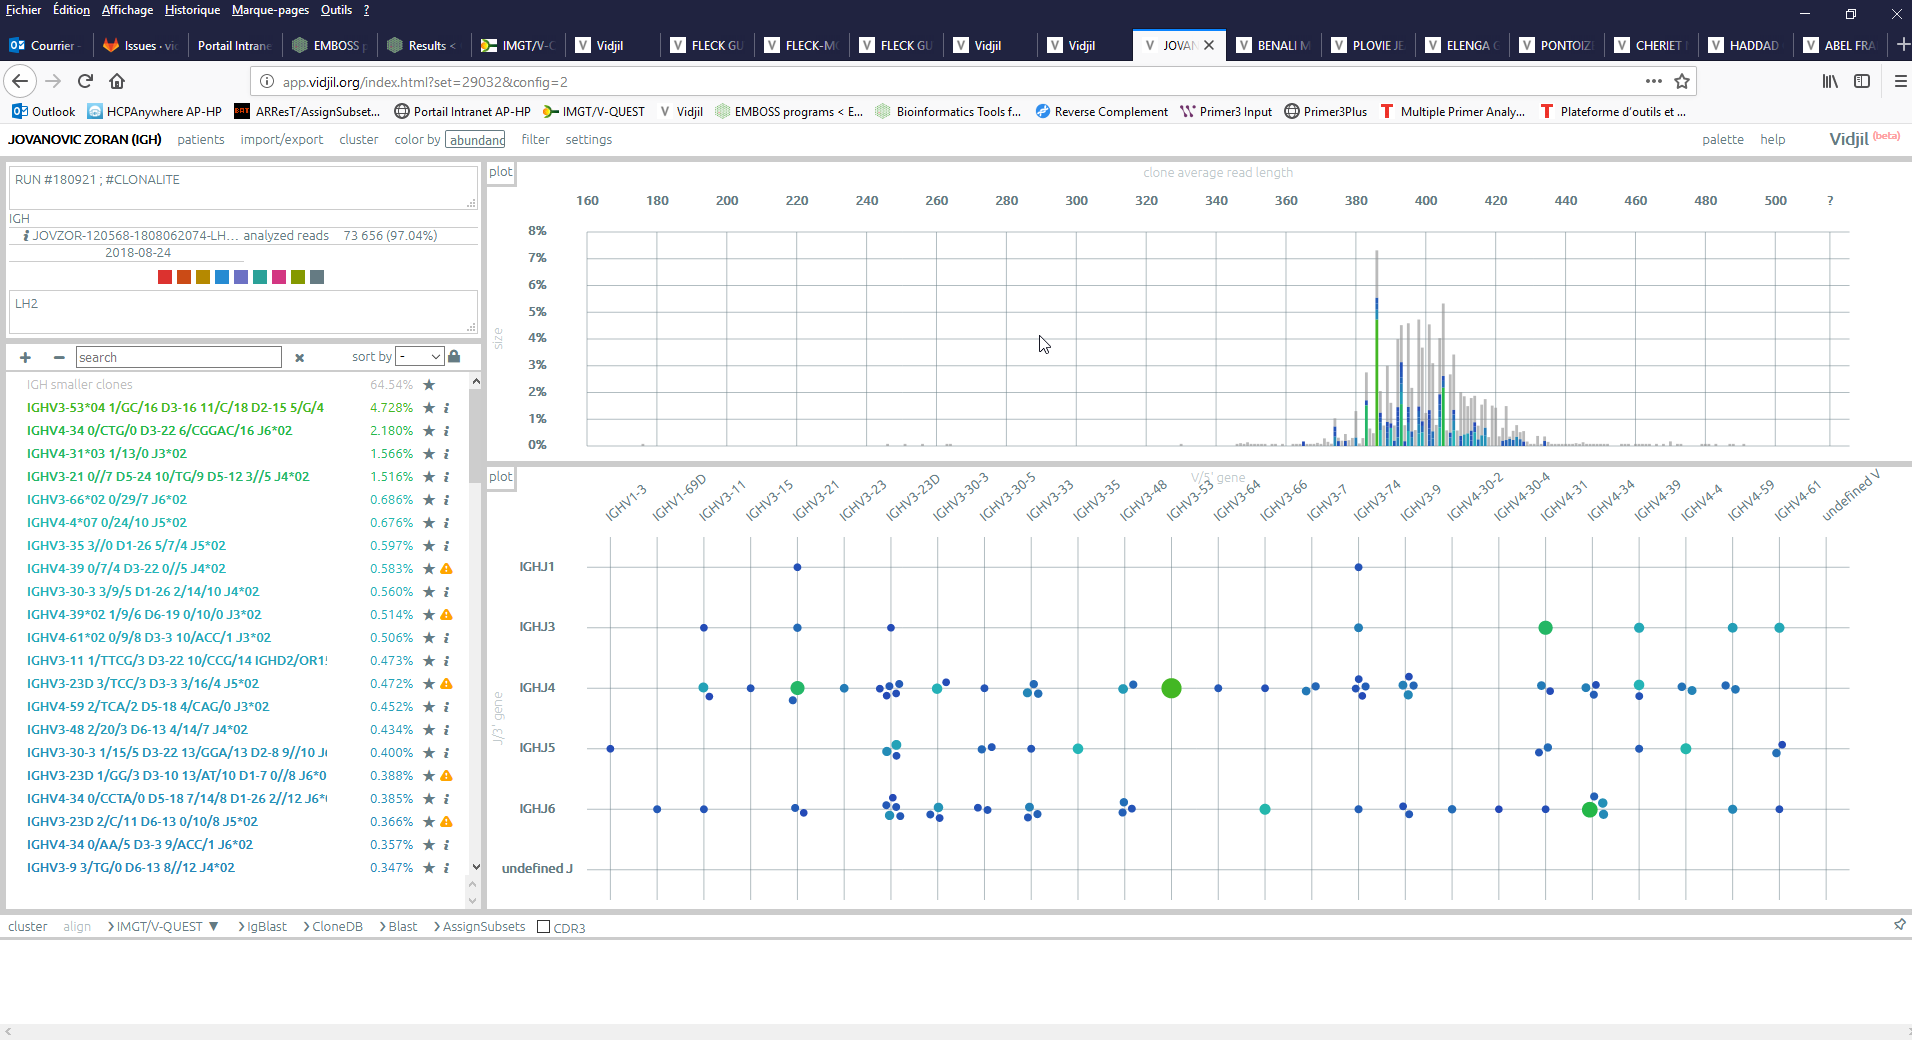 Fichier Édition Affichage Historique Marque-pages Outils ?
Courrier - Issues · vid Portail Intrane EMBOSS p Results < IMGT/V-Q Vidjil FLECK GU FLECK-MO FLECK GU Vidjil Vidjil JOVAN BENALI M PLOVIE JE ELENGA G PONTOIZE CHERIET HADDAD ABEL FRA
app.vidjil.org/index.html?set=29032&config=2
Outlook HCPAnywhere AP-HP ARResT/AssignSubset... Portail Intranet AP-HP IMGT/V-QUEST Vidjil EMBOSS programs < E... Bioinformatics Tools f... Reverse Complement Primer3 Input Primer3Plus Multiple Primer Analy... Plateforme d'outils et ...
JOVANOVIC ZORAN (IGH) patients import/export cluster color by abundanc filter settings palette help Vidjil (beta)
RUN #180921 ; #CLONALITE
IGH
i JOVZOR-120568-1808062074-LH... analyzed reads 73 656 (97.04%)
2018-08-24
LH2
+ − search x sort by -
IGH smaller clones 64.54%
IGHV3-53*04 1/GC/16 D3-16 11/C/18 D2-15 5/G/4 4.728% i
IGHV4-34 0/CTG/0 D3-22 6/CGGAC/16 J6*02 2.180% i
IGHV4-31*03 1/13/0 J3*02 1.566% i
IGHV3-21 0//7 D5-24 10/TG/9 D5-12 3//5 J4*02 1.516% i
IGHV3-66*02 0/29/7 J6*02 0.686% i
IGHV4-4*07 0/24/10 J5*02 0.676% i
IGHV3-35 3//0 D1-26 5/7/4 J5*02 0.597% i
IGHV4-39 0/7/4 D3-22 0//5 J4*02 0.583%
IGHV3-30-3 3/9/5 D1-26 2/14/10 J4*02 0.560% i
IGHV4-39*02 1/9/6 D6-19 0/10/0 J3*02 0.514%
IGHV4-61*02 0/9/8 D3-3 10/ACC/1 J3*02 0.506% i
IGHV3-11 1/TTCG/3 D3-22 10/CCG/14 IGHD2/OR15 0.473% i
IGHV3-23D 3/TCC/3 D3-3 3/16/4 J5*02 0.472%
IGHV4-59 2/TCA/2 D5-18 4/CAG/0 J3*02 0.452% i
IGHV3-48 2/20/3 D6-13 4/14/7 J4*02 0.434% i
IGHV3-30-3 1/15/5 D3-22 13/GGA/13 D2-8 9//10 J6 0.400% i
IGHV3-23D 1/GG/3 D3-10 13/AT/10 D1-7 0//8 J6*0 0.388%
IGHV4-34 0/CCTA/0 D5-18 7/14/8 D1-26 2//12 J6* 0.385% i
IGHV3-23D 2/C/11 D6-13 0/10/8 J5*02 0.366%
IGHV4-34 0/AA/5 D3-3 9/ACC/1 J6*02 0.357% i
IGHV3-9 3/TG/0 D6-13 8//12 J4*02 0.347% i
plot
clone average read length
160 180 200 220 240 260 280 300 320 340 360 380 400 420 440 460 480 500 ?
size
8%
7%
6%
5%
4%
3%
2%
1%
0%
plot
V/5' gene
IGHV1-3 IGHV1-69D IGHV3-11 IGHV3-15 IGHV3-21 IGHV3-23 IGHV3-23D IGHV3-30-3 IGHV3-30-5 IGHV3-33 IGHV3-35 IGHV3-48 IGHV3-53 IGHV3-64 IGHV3-66 IGHV3-7 IGHV3-74 IGHV3-9 IGHV4-30-2 IGHV4-30-4 IGHV4-31 IGHV4-34 IGHV4-39 IGHV4-4 IGHV4-59 IGHV4-61 undefined V
J/3' gene
IGHJ1
IGHJ3
IGHJ4
IGHJ5
IGHJ6
undefined J
cluster align IMGT/V-QUEST ▼ IgBlast CloneDB Blast AssignSubsets CDR3